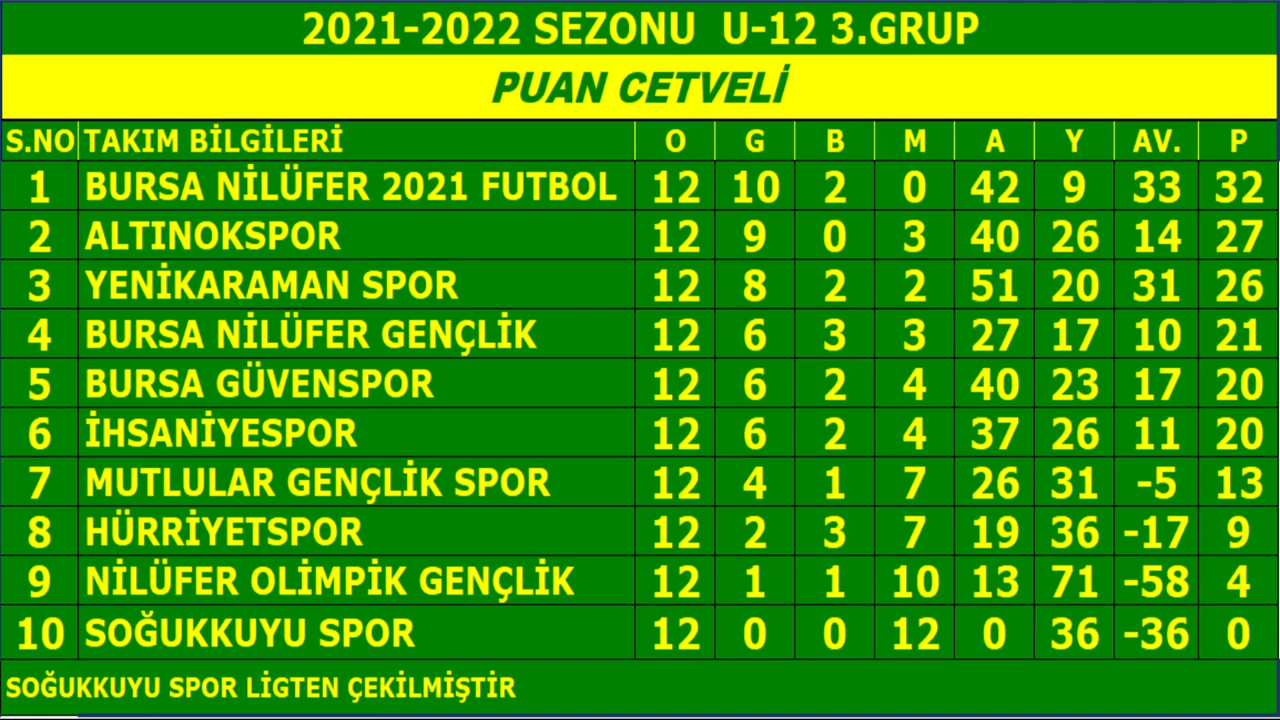 2021-2022 SEZONU U-12 3.GRUP
PUAN CETVELİ
S.NO TAKIM BİLGİLERİ O G B M A Y AV. P
1 BURSA NİLÜFER 2021 FUTBOL 12 10 2 0 42 9 33 32
2 ALTINOKSPOR 12 9 0 3 40 26 14 27
3 YENİKARAMAN SPOR 12 8 2 2 51 20 31 26
4 BURSA NİLÜFER GENÇLİK 12 6 3 3 27 17 10 21
5 BURSA GÜVENSPOR 12 6 2 4 40 23 17 20
6 İHSANİYESPOR 12 6 2 4 37 26 11 20
7 MUTLULAR GENÇLİK SPOR 12 4 1 7 26 31 -5 13
8 HÜRRİYETSPOR 12 2 3 7 19 36 -17 9
9 NİLÜFER OLİMPİK GENÇLİK 12 1 1 10 13 71 -58 4
10 SOĞUKKUYU SPOR 12 0 0 12 0 36 -36 0
SOĞUKKUYU SPOR LİGTEN ÇEKİLMİŞTİR